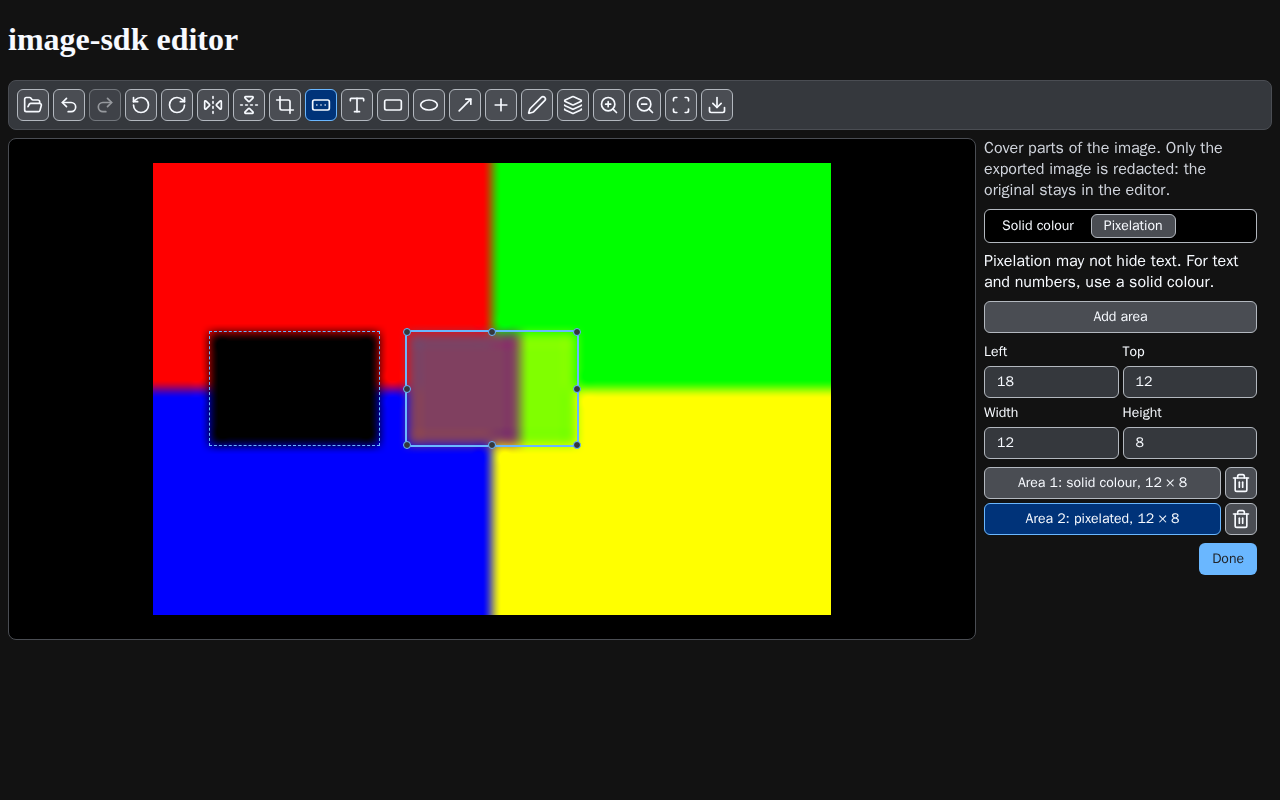 image-sdk editor
Cover parts of the image. Only the
exported image is redacted: the
original stays in the editor.
Solid colour Pixelation
Pixelation may not hide text. For text
and numbers, use a solid colour.
Add area
Left Top
18 12
Width Height
12 8
Area 1: solid colour, 12 × 8
Area 2: pixelated, 12 × 8
Done